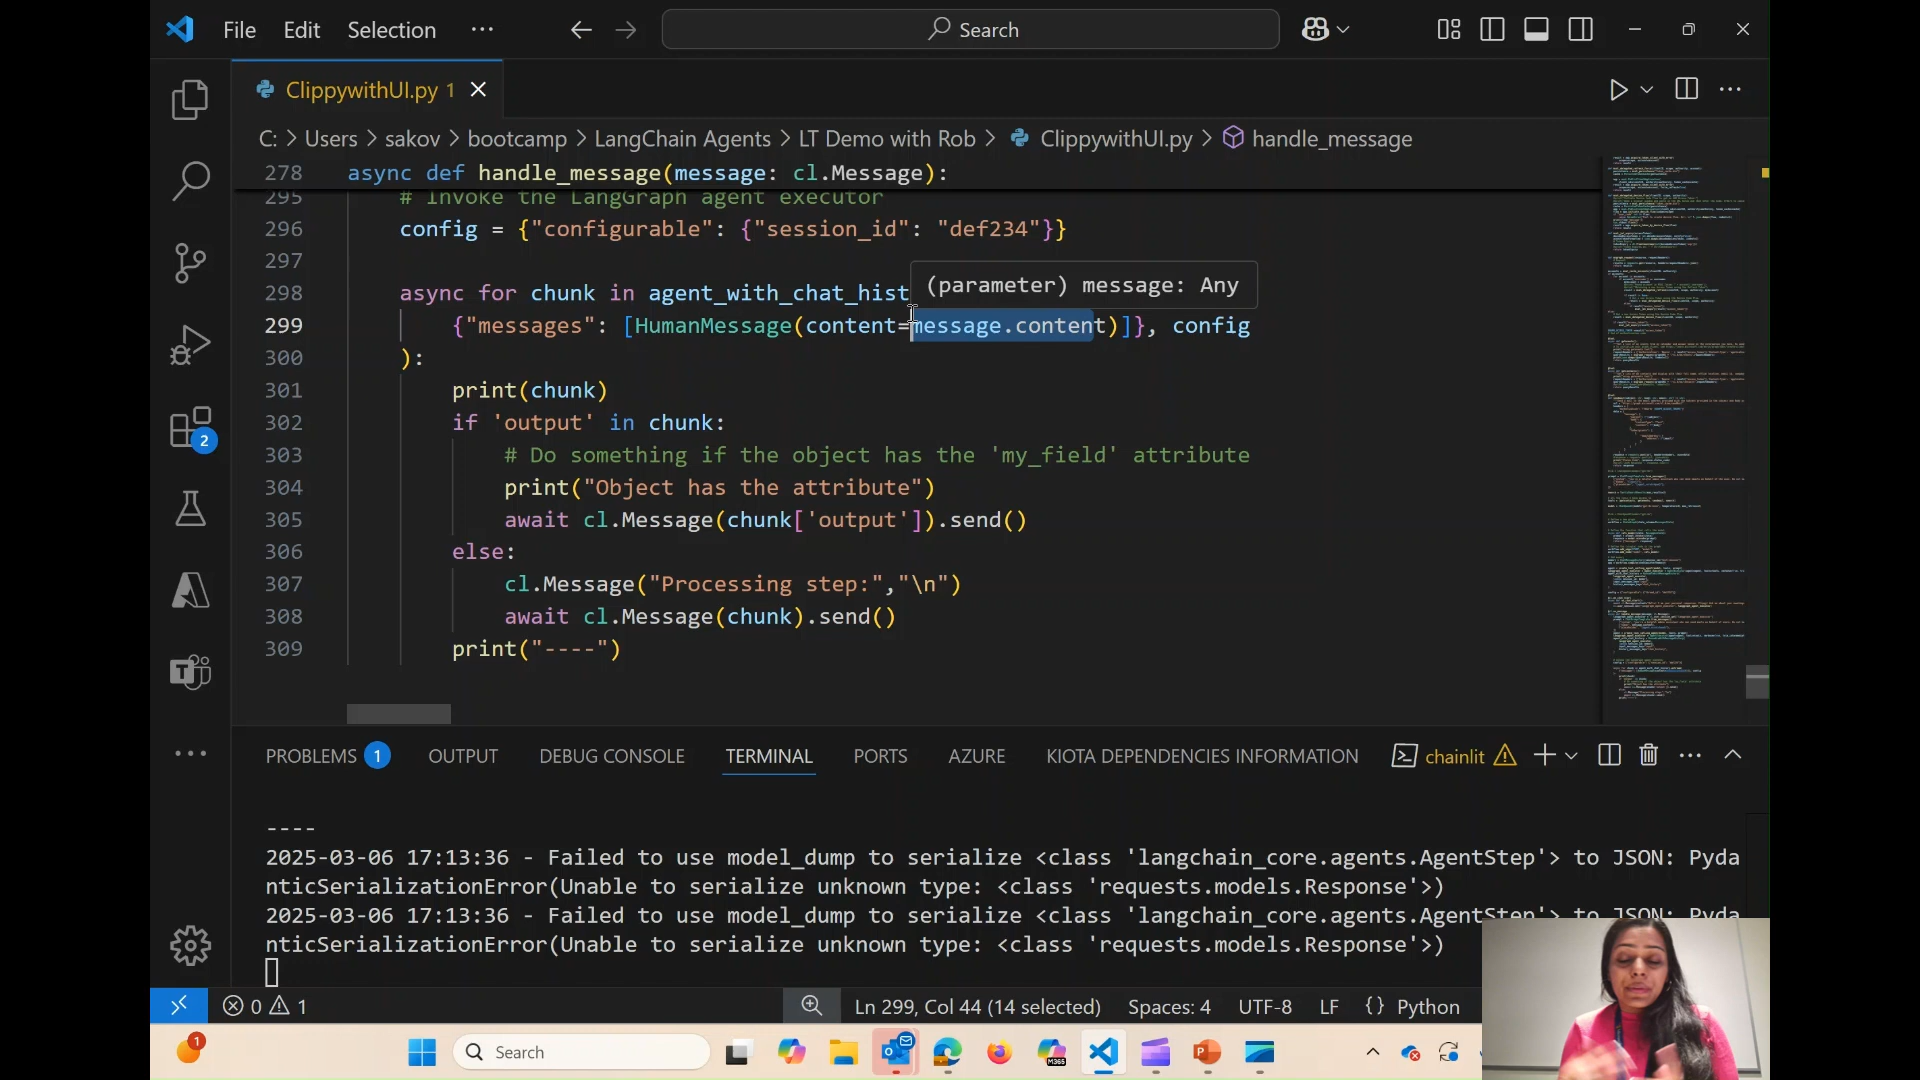 File Edit Selection ··· Search
ClippywithUI.py 1
C: > Users > sakov > bootcamp > LangChain Agents > LT Demo with Rob > ClippywithUI.py > handle_message
278 async def handle_message(message: cl.Message):
295 # Invoke the LangGraph agent executor
296 config = {"configurable": {"session_id": "def234"}}
297
(parameter) message: Any
298 async for chunk in agent_with_chat_hist
299 {"messages": [HumanMessage(content=message.content)]}, config
300 ):
301 print(chunk)
302 if 'output' in chunk:
303 # Do something if the object has the 'my_field' attribute
304 print("Object has the attribute")
305 await cl.Message(chunk['output']).send()
306 else:
307 cl.Message("Processing step:","\n")
308 await cl.Message(chunk).send()
309 print("----")
2
PROBLEMS 1 OUTPUT DEBUG CONSOLE TERMINAL PORTS AZURE KIOTA DEPENDENCIES INFORMATION chainlit
----
2025-03-06 17:13:36 - Failed to use model_dump to serialize <class 'langchain_core.agents.AgentStep'> to JSON: Pyda
nticSerializationError(Unable to serialize unknown type: <class 'requests.models.Response'>)
2025-03-06 17:13:36 - Failed to use model_dump to serialize <class 'langchain_core.agents.AgentStep'> to JSON: Pyda
nticSerializationError(Unable to serialize unknown type: <class 'requests.models.Response'>)
0 1 Ln 299, Col 44 (14 selected) Spaces: 4 UTF-8 LF {} Python
1 Search M365